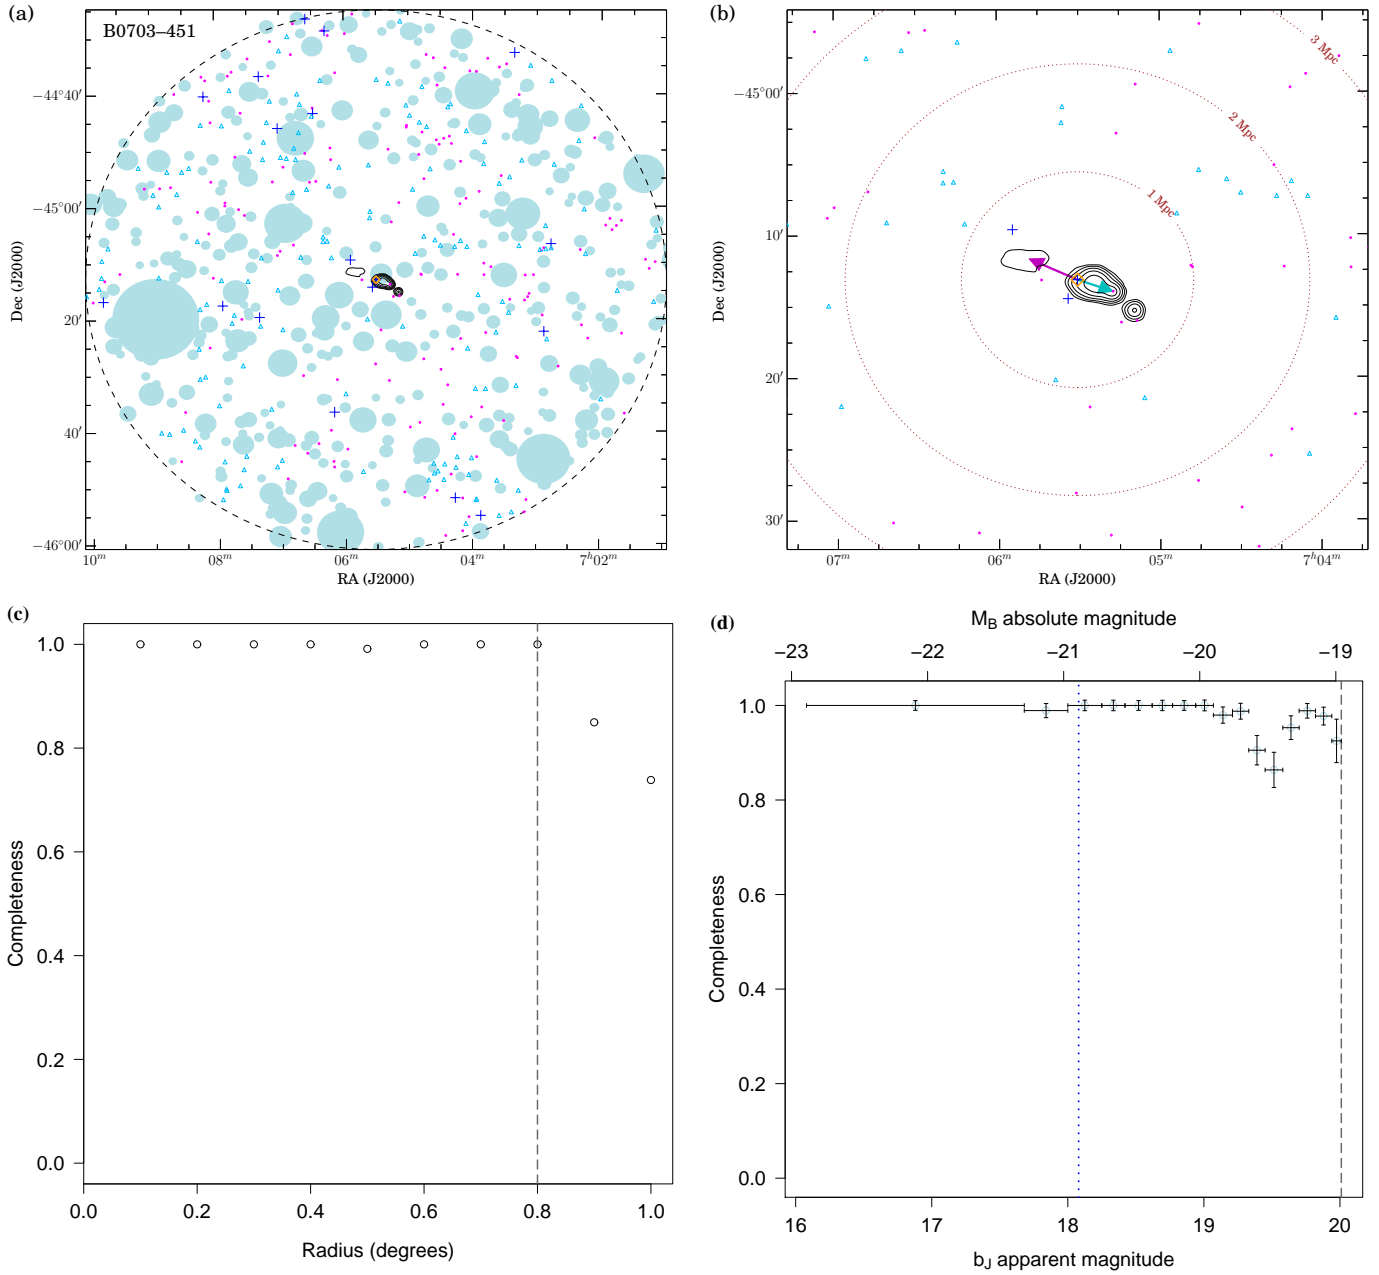 (a)
B0703–451
−44°40′
−45°00′
20′
40′
−46°00′
Dec (J2000)
10ᵐ
08ᵐ
06ᵐ
04ᵐ
7ʰ02ᵐ
RA (J2000)
(b)
3 Mpc
2 Mpc
1 Mpc
−45°00′
10′
20′
30′
Dec (J2000)
07ᵐ
06ᵐ
05ᵐ
7ʰ04ᵐ
RA (J2000)
(c)
1.0
0.8
0.6
0.4
0.2
0.0
Completeness
0.0 0.2 0.4 0.6 0.8 1.0
Radius (degrees)
(d)
M_B absolute magnitude
−23 −22 −21 −20 −19
1.0
0.8
0.6
0.4
0.2
0.0
Completeness
16 17 18 19 20
b_J apparent magnitude